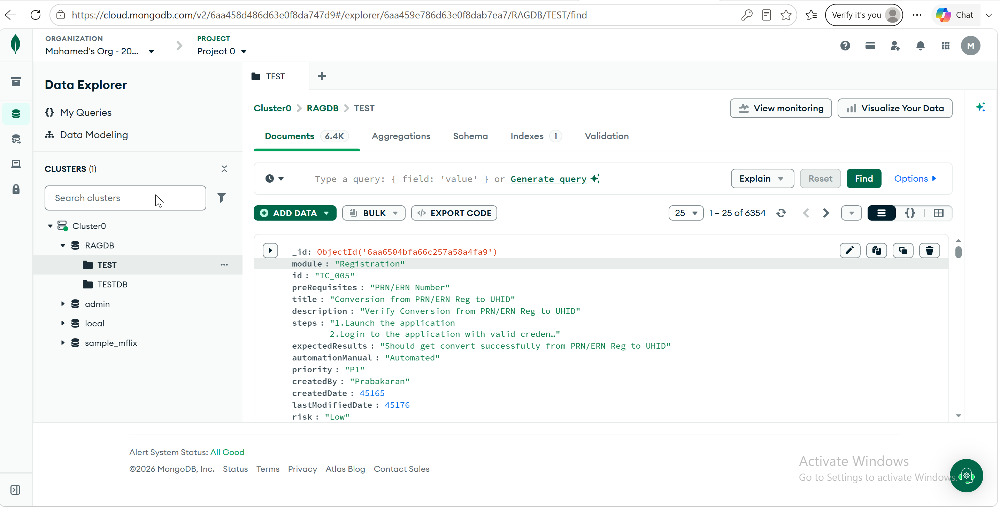 https://cloud.mongodb.com/v2/6aa458d486d63e0f8da747d9#/explorer/6aa459e786d63e0f8dab7ea7/RAGDB/TEST/find
Verify it's you
Chat
ORGANIZATION
Mohamed's Org - 20...
PROJECT
Project 0
M
Data Explorer
My Queries
Data Modeling
CLUSTERS (1)
Search clusters
Cluster0
RAGDB
TEST
TESTDB
admin
local
sample_mflix
TEST
Cluster0 RAGDB TEST
View monitoring
Visualize Your Data
Documents 6.4K Aggregations Schema Indexes 1 Validation
Type a query: { field: 'value' } or Generate query
Explain Reset Find Options
ADD DATA BULK </> EXPORT CODE
25 1 – 25 of 6354
_id: ObjectId('6aa6504bfa66c257a58a4fa9')
module : "Registration"
id : "TC_005"
preRequisites : "PRN/ERN Number"
title : "Conversion from PRN/ERN Reg to UHID"
description : "Verify Conversion from PRN/ERN Reg to UHID"
steps : "1.Launch the application
2.Login to the application with valid creden…"
expectedResults : "Should get convert successfully from PRN/ERN Reg to UHID"
automationManual : "Automated"
priority : "P1"
createdBy : "Prabakaran"
createdDate : 45165
lastModifiedDate : 45176
risk : "Low"
Alert System Status: All Good
©2026 MongoDB, Inc. Status Terms Privacy Atlas Blog Contact Sales
Activate Windows
Go to Settings to activate Windows.